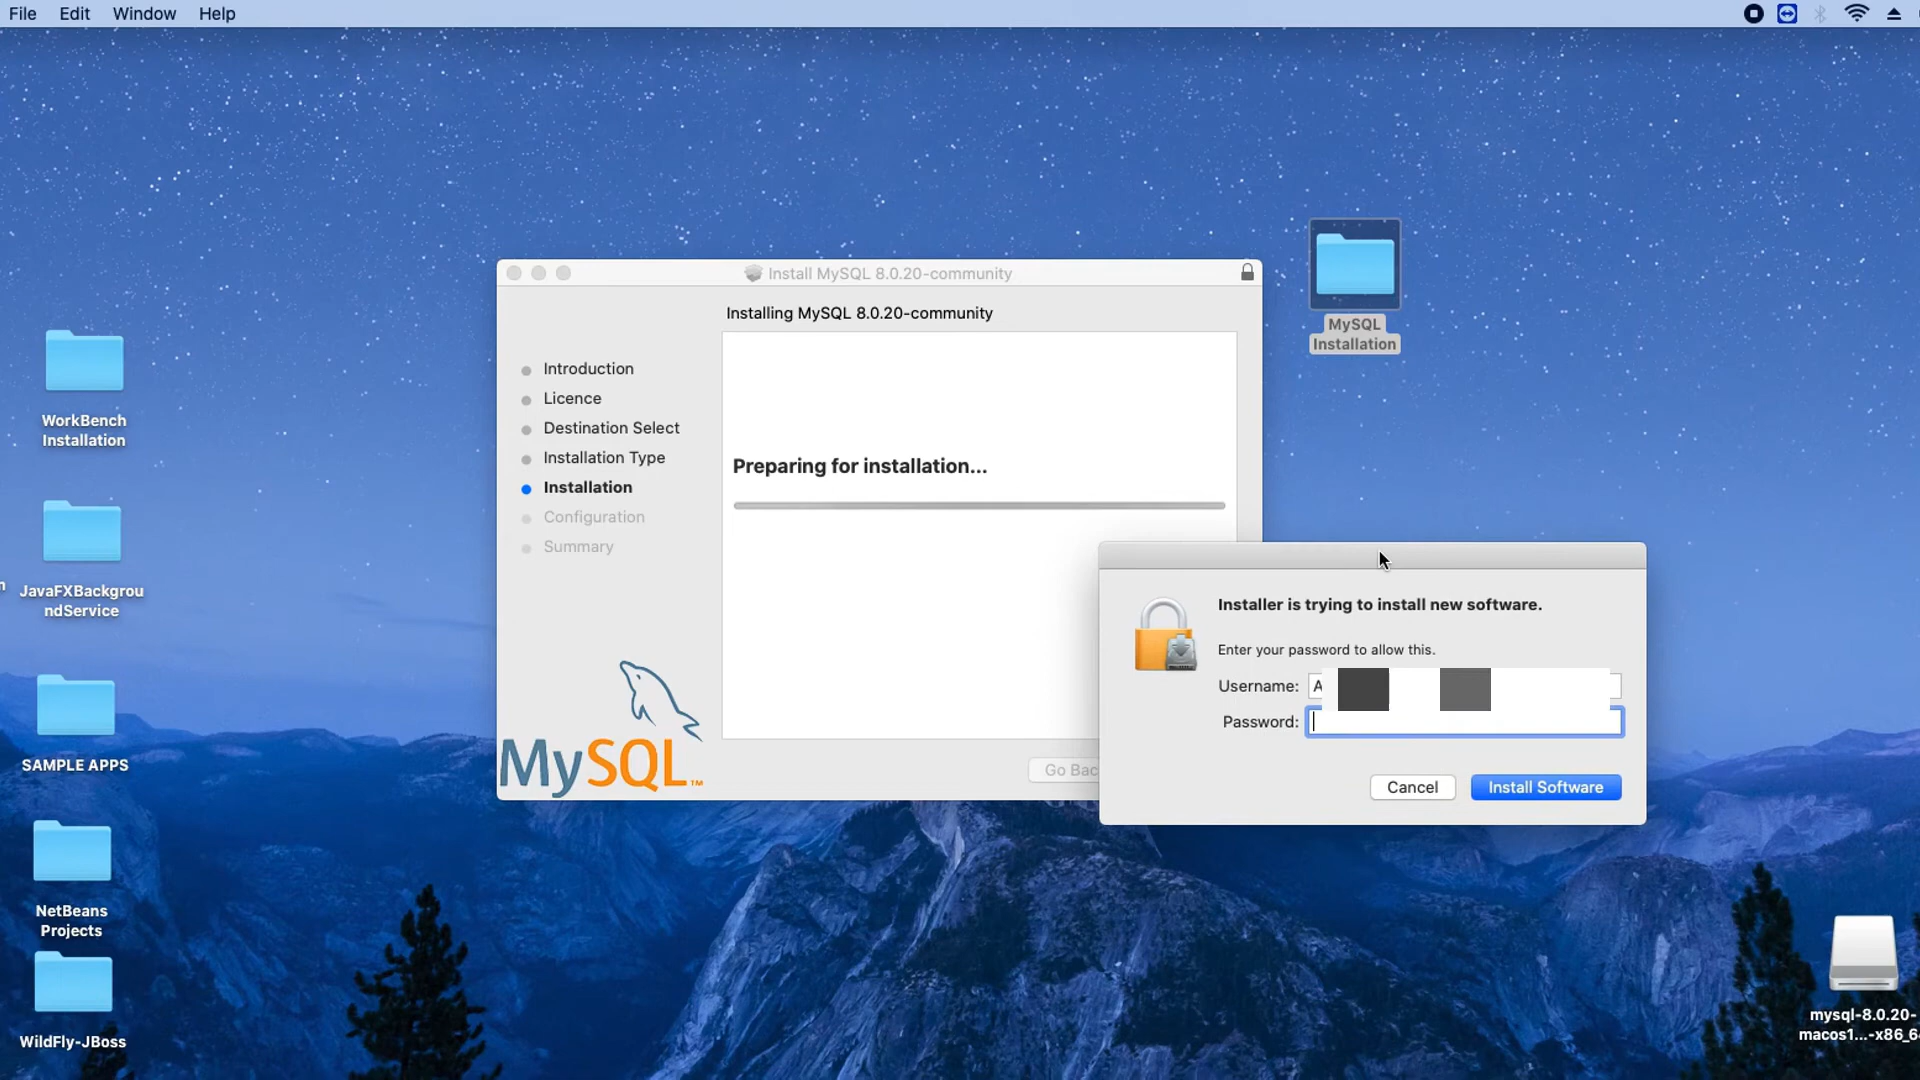 File Edit Window Help
Install MySQL 8.0.20-community
Installing MySQL 8.0.20-community
Introduction
Licence
Destination Select
Installation Type
Installation
Configuration
Summary
Preparing for installation...
MySQL™
Go Bac
Installer is trying to install new software.
Enter your password to allow this.
Username: A
Password:
Cancel
Install Software
MySQL
Installation
WorkBench
Installation
JavaFXBackgrou
ndService
SAMPLE APPS
NetBeans
Projects
WildFly-JBoss
mysql-8.0.20-
macos1...-x86_6